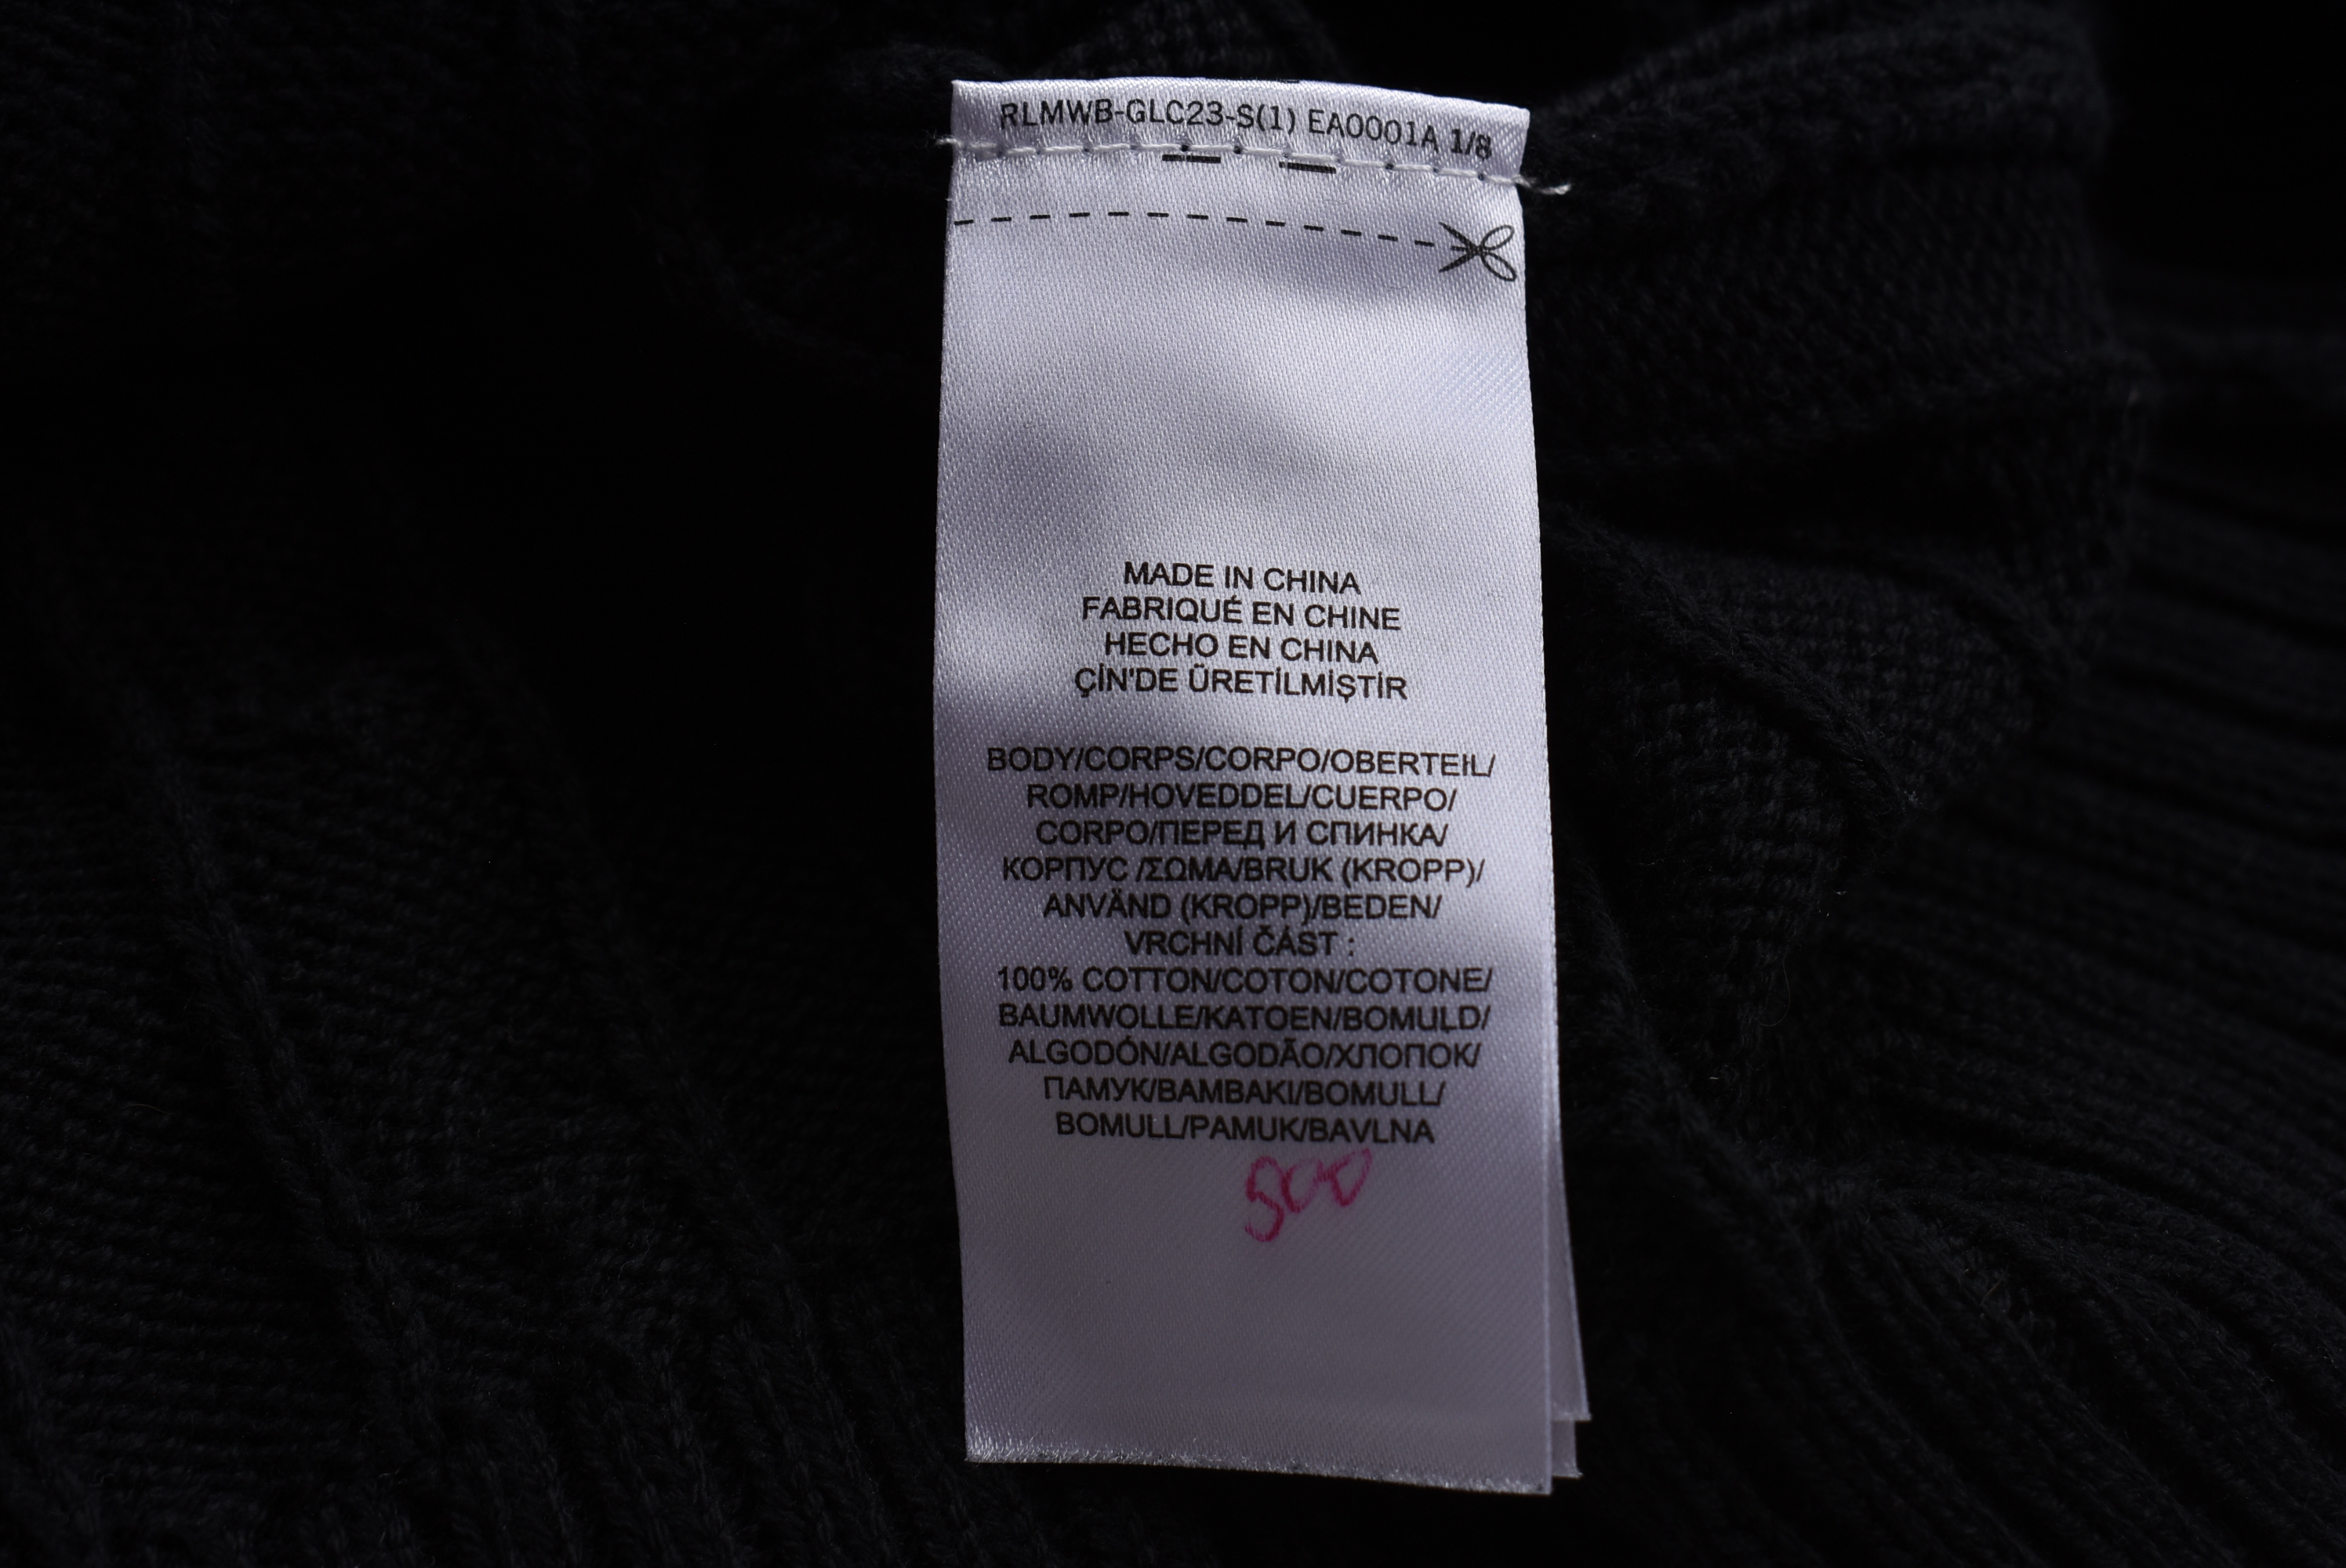 RLMWB-GLC23-S(1) EA0001A 1/8
MADE IN CHINA
FABRIQUÉ EN CHINE
HECHO EN CHINA
ÇİN'DE ÜRETİLMİŞTİR
BODY/CORPS/CORPO/OBERTEIL/
ROMP/HOVEDDEL/CUERPO/
CORPO/ПЕРЕД И СПИНКА/
КОРПУС /ΣΩΜΑ/BRUK (KROPP)/
ANVÄND (KROPP)/BEDEN/
VRCHNÍ ČÁST :
100% COTTON/COTON/COTONE/
BAUMWOLLE/KATOEN/BOMULD/
ALGODÓN/ALGODÃO/ХЛОПОК/
ПАМУК/BAMBAKI/BOMULL/
BOMULL/PAMUK/BAVLNA
500